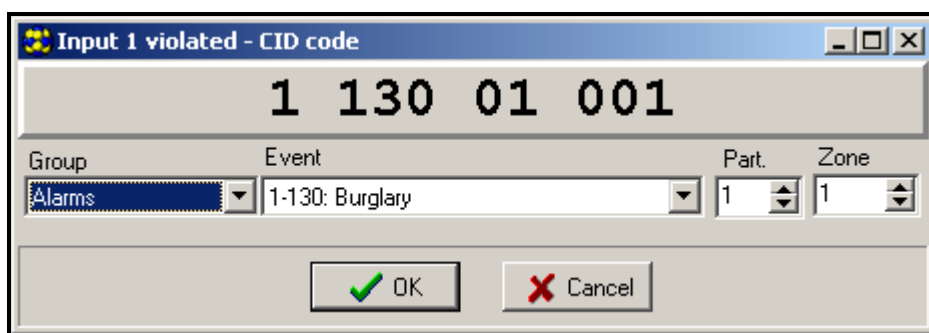 Input 1 violated - CID code
1 130 01 001
Group Event Part. Zone
Alarms 1-130: Burglary 1 1
OK Cancel